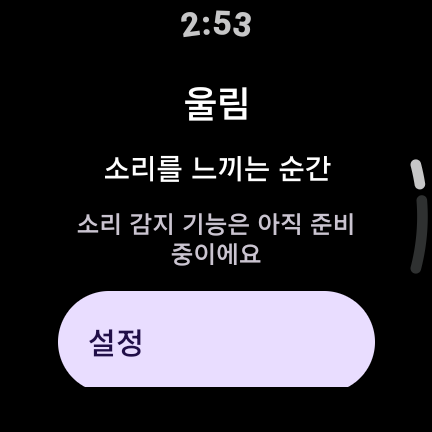 2:53
울림
소리를 느끼는 순간
소리 감지 기능은 아직 준비
중이에요
설정